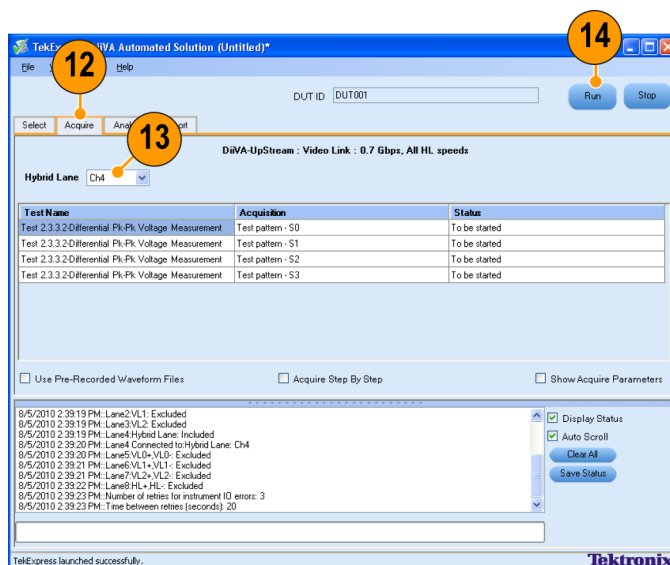 TekEx DiiVA Automated Solution (Untitled)*
File Help
12
14
DUT ID DUT001
Run Stop
Select Acquire
13
DiiVA-UpStream : Video Link : 0.7 Gbps, All HL speeds
Hybrid Lane Ch4
Test Name Acquisition Status
Test 2.3.3.2-Differential Pk-Pk Voltage Measurement Test pattern - S0 To be started
Test 2.3.3.2-Differential Pk-Pk Voltage Measurement Test pattern - S1 To be started
Test 2.3.3.2-Differential Pk-Pk Voltage Measurement Test pattern - S2 To be started
Test 2.3.3.2-Differential Pk-Pk Voltage Measurement Test pattern - S3 To be started
Use Pre-Recorded Waveform Files Acquire Step By Step Show Acquire Parameters
8/5/2010 2:39:19 PM::Lane2:VL1: Excluded
8/5/2010 2:39:19 PM::Lane3:VL2: Excluded
8/5/2010 2:39:19 PM::Lane4:Hybrid Lane: Included
8/5/2010 2:39:20 PM::Lane4 Connected to:Hybrid Lane: Ch4
8/5/2010 2:39:20 PM::Lane5:VL0+,VL0-: Excluded
8/5/2010 2:39:21 PM::Lane6:VL1+,VL1-: Excluded
8/5/2010 2:39:21 PM::Lane7:VL2+,VL2-: Excluded
8/5/2010 2:39:22 PM::Lane8:HL+,HL-: Excluded
8/5/2010 2:39:23 PM::Number of retries for instrument IO errors: 3
8/5/2010 2:39:23 PM::Time between retries (seconds): 20
Display Status
Auto Scroll
Clear All
Save Status
TekExpress launched successfully.
Tektronix